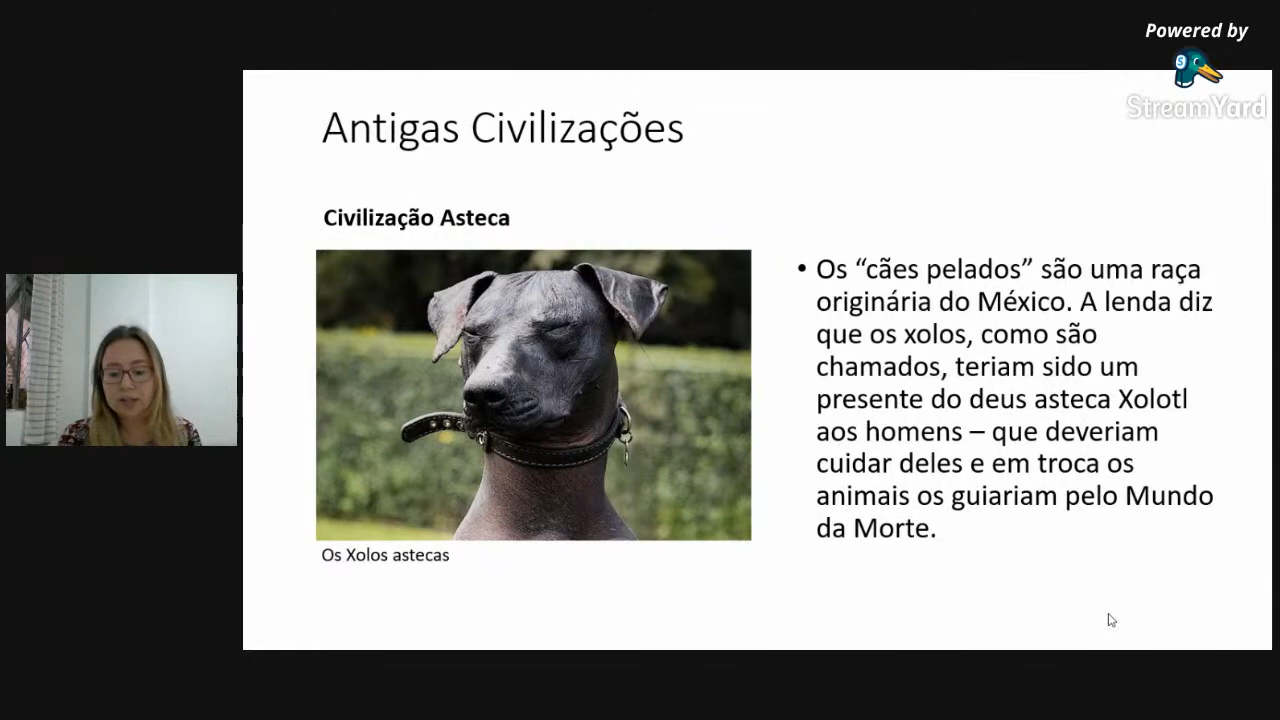 Powered by
StreamYard
Antigas Civilizações
Civilização Asteca
Os Xolos astecas
• Os “cães pelados” são uma raça
originária do México. A lenda diz
que os xolos, como são
chamados, teriam sido um
presente do deus asteca Xolotl
aos homens – que deveriam
cuidar deles e em troca os
animais os guiariam pelo Mundo
da Morte.